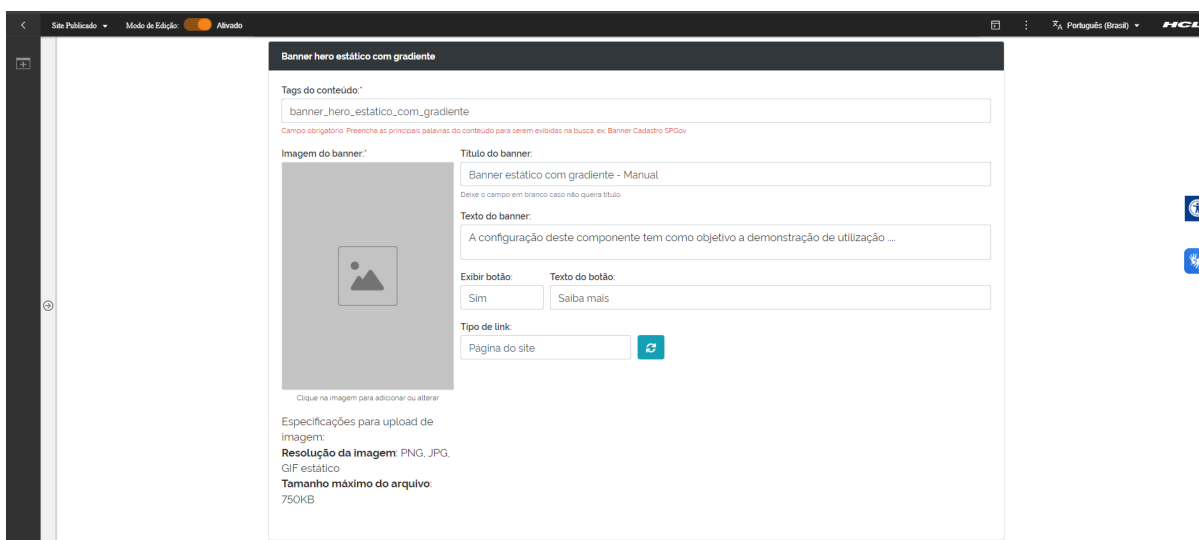 Site Publicado
Modo de Edição:
Ativado
Português (Brasil)
HCL
Banner hero estático com gradiente
Tags do conteúdo:*
banner_hero_estatico_com_gradiente
Campo obrigatório. Preencha as principais palavras do conteúdo para serem exibidas na busca. ex: Banner Cadastro SPGov
Imagem do banner:*
Clique na imagem para adicionar ou alterar
Especificações para upload de
imagem:
Resolução da imagem: PNG, JPG,
GIF estático
Tamanho máximo do arquivo:
750KB
Título do banner:
Banner estático com gradiente - Manual
Deixe o campo em branco caso não queira título.
Texto do banner:
A configuração deste componente tem como objetivo a demonstração de utilização ....
Exibir botão:
Sim
Texto do botão:
Saiba mais
Tipo de link:
Página do site